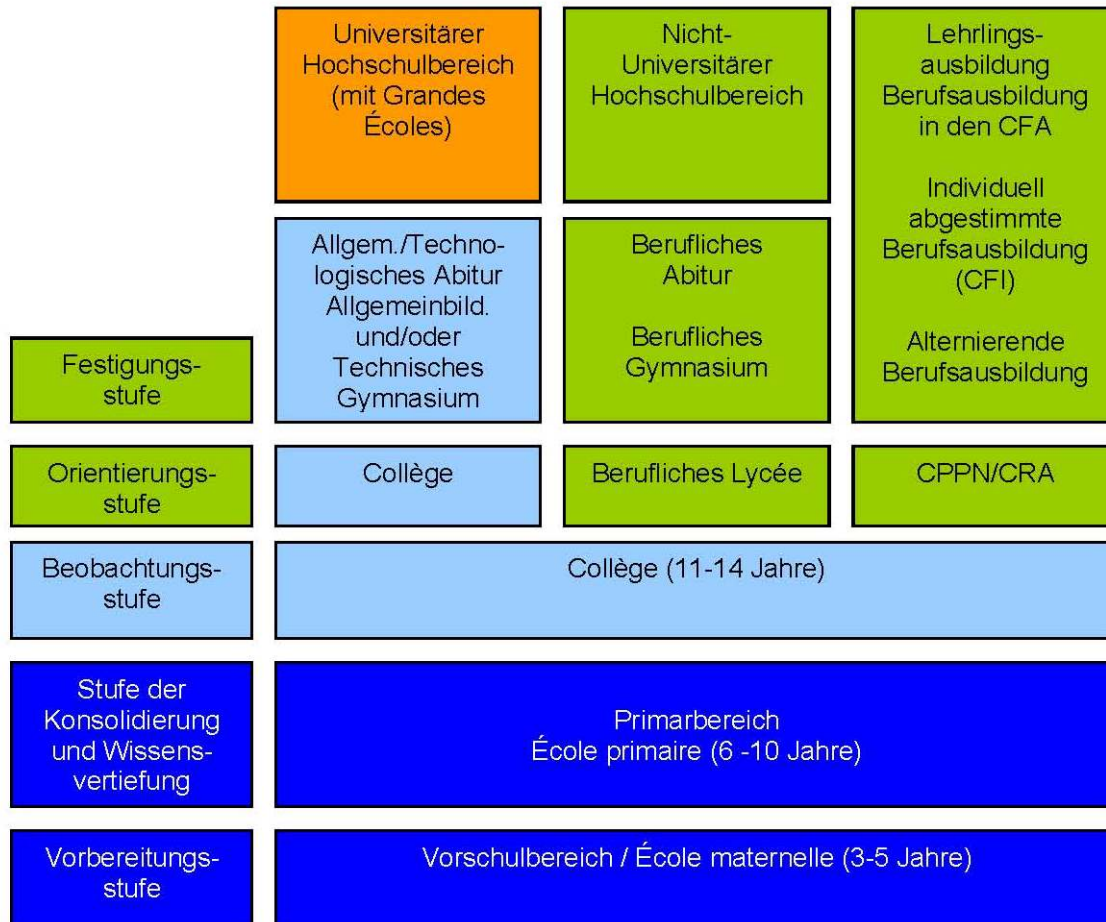 Universitärer
Hochschulbereich
(mit Grandes
Écoles)
Nicht-
Universitärer
Hochschulbereich
Lehrlings-
ausbildung
Berufsausbildung
in den CFA
Individuell
abgestimmte
Berufsausbildung
(CFI)
Alternierende
Berufsausbildung
Allgem./Techno-
logisches Abitur
Allgemeinbild.
und/oder
Technisches
Gymnasium
Berufliches
Abitur
Berufliches
Gymnasium
Festigungs-
stufe
Orientierungs-
stufe
Collège
Berufliches Lycée
CPPN/CRA
Beobachtungs-
stufe
Collège (11-14 Jahre)
Stufe der
Konsolidierung
und Wissens-
vertiefung
Primarbereich
École primaire (6 -10 Jahre)
Vorbereitungs-
stufe
Vorschulbereich / École maternelle (3-5 Jahre)